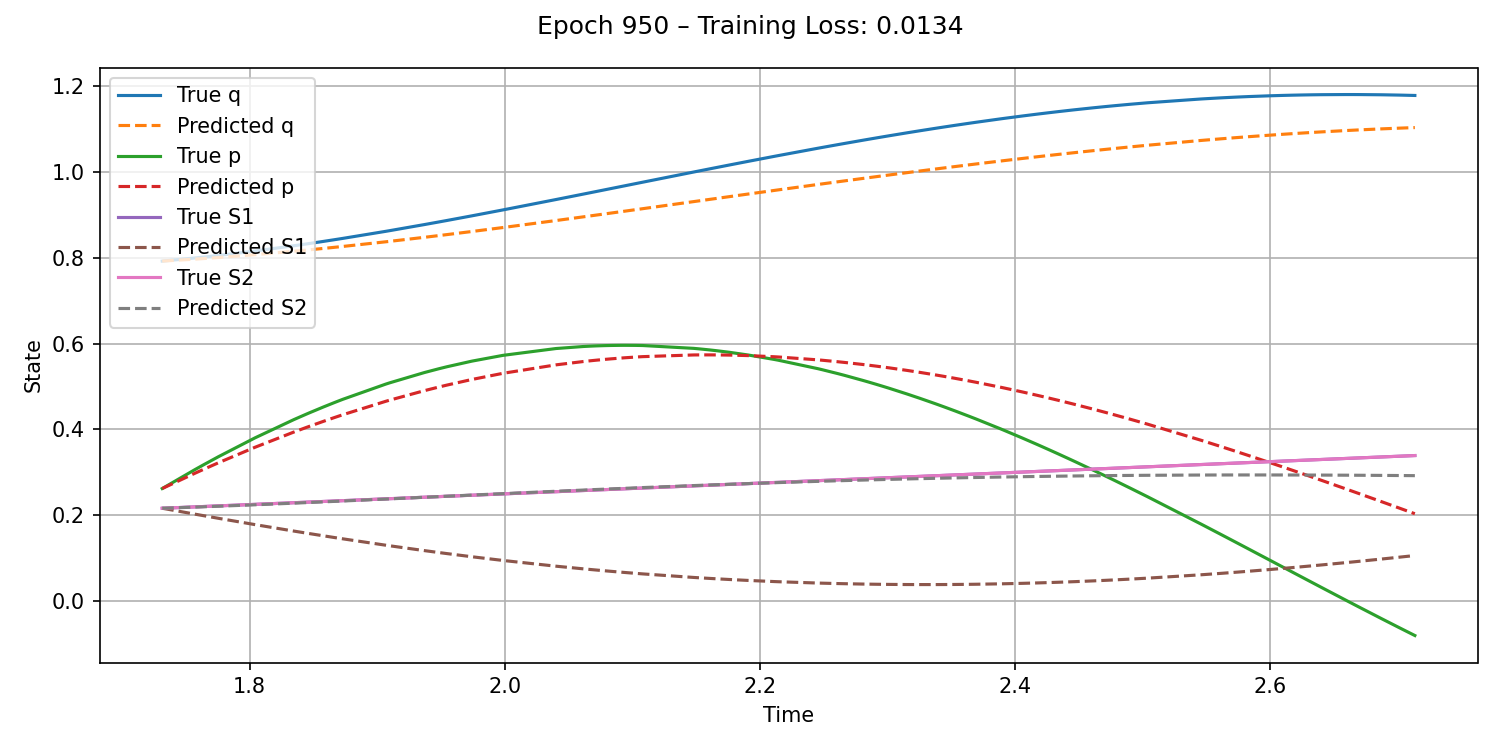 Epoch 950 – Training Loss: 0.0134
True q
Predicted q
True p
Predicted p
True S1
Predicted S1
True S2
Predicted S2
1.2
1.0
0.8
0.6
0.4
0.2
0.0
State
1.8
2.0
2.2
2.4
2.6
Time